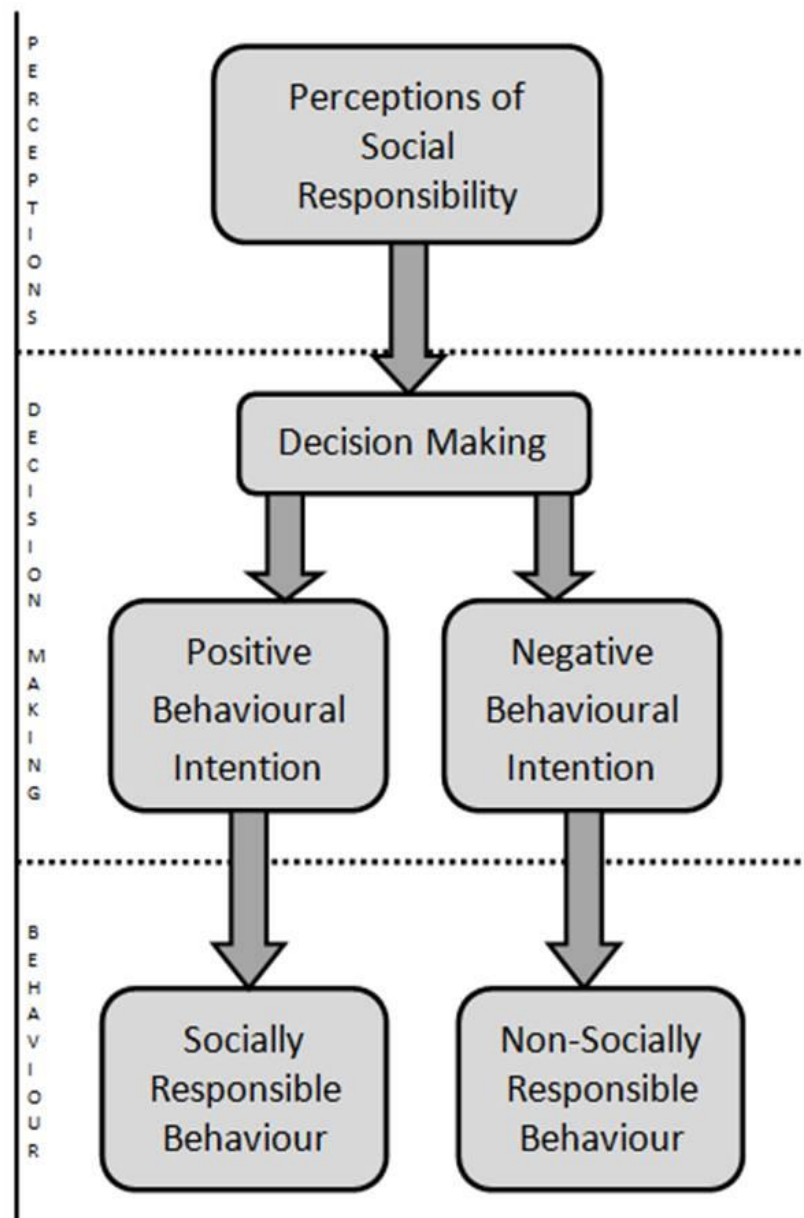 PERCEPTIONS
Perceptions of
Social
Responsibility
DECISION MAKING
Decision Making
Positive
Behavioural
Intention
Negative
Behavioural
Intention
BEHAVIOUR
Socially
Responsible
Behaviour
Non-Socially
Responsible
Behaviour